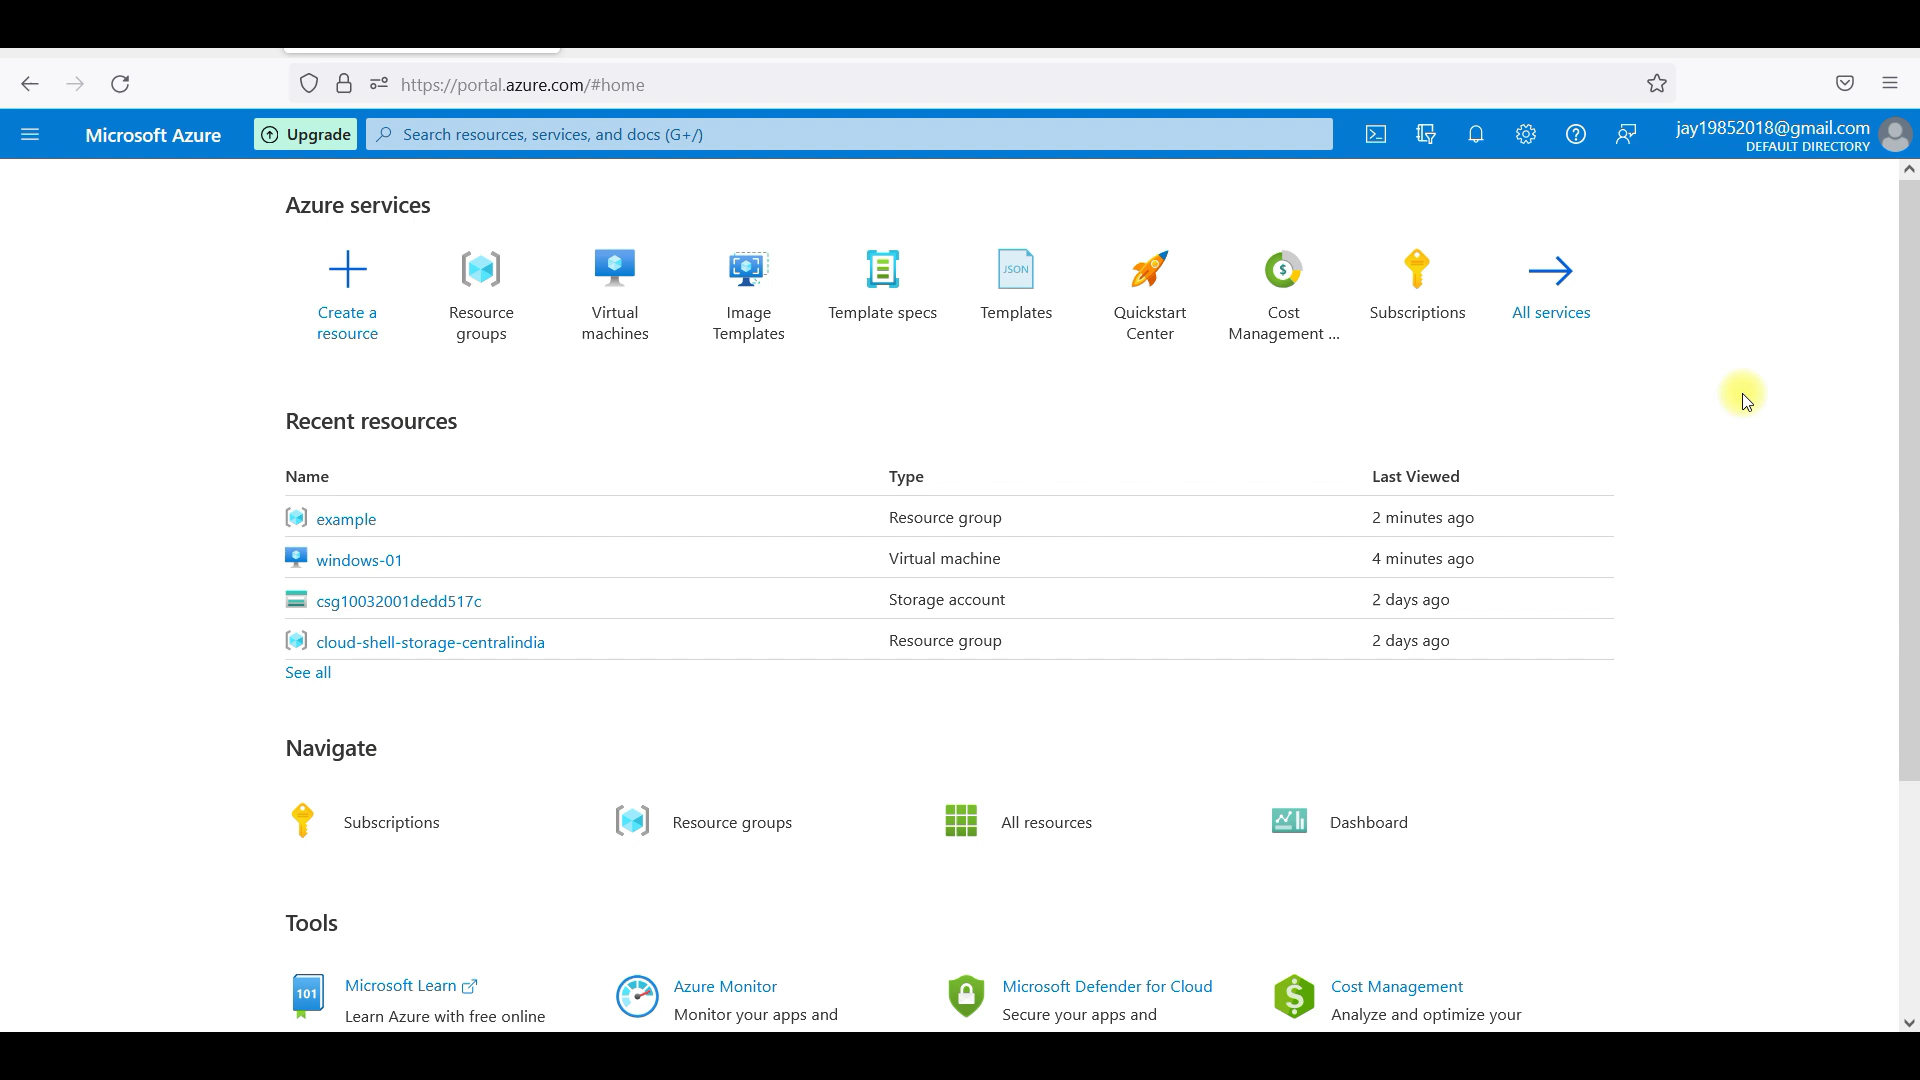 https://portal.azure.com/#home
Microsoft Azure
Upgrade
Search resources, services, and docs (G+/)
jay19852018@gmail.com
DEFAULT DIRECTORY
Azure services
Create a
resource
Resource
groups
Virtual
machines
Image
Templates
Template specs
Templates
JSON
Quickstart
Center
Cost
Management ...
Subscriptions
All services
Recent resources
Name Type Last Viewed
example Resource group 2 minutes ago
windows-01 Virtual machine 4 minutes ago
csg10032001dedd517c Storage account 2 days ago
cloud-shell-storage-centralindia Resource group 2 days ago
See all
Navigate
Subscriptions Resource groups All resources Dashboard
Tools
101
Microsoft Learn
Learn Azure with free online
Azure Monitor
Monitor your apps and
Microsoft Defender for Cloud
Secure your apps and
Cost Management
Analyze and optimize your